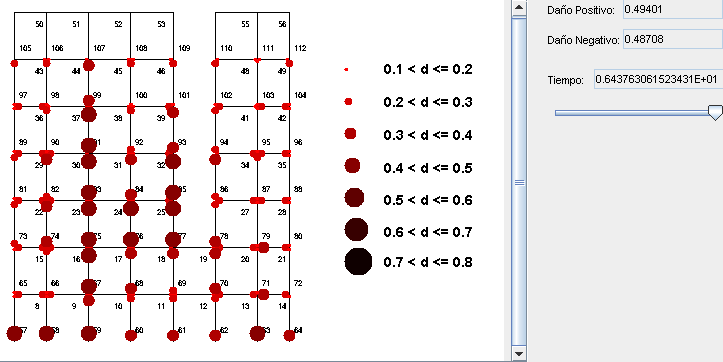 50 51 52 53 55 56
105 106 107 108 109 110 111 112
43 44 45 46 48 49
97 98 99 100 101 102 103 104
36 37 38 39 41 42
89 90 91 92 93 94 95 96
29 30 31 32 34 35
81 82 83 84 85 86 87 88
22 23 24 25 27 28
73 74 75 76 77 78 79 80
15 16 17 18 19 20 21
65 66 67 68 69 70 71 72
8 9 10 11 12 13 14
57 58 59 60 61 62 63 64
0.1 < d <= 0.2
0.2 < d <= 0.3
0.3 < d <= 0.4
0.4 < d <= 0.5
0.5 < d <= 0.6
0.6 < d <= 0.7
0.7 < d <= 0.8
Daño Positivo: 0.49401
Daño Negativo: 0.48708
Tiempo: 0.643763061523431E+01